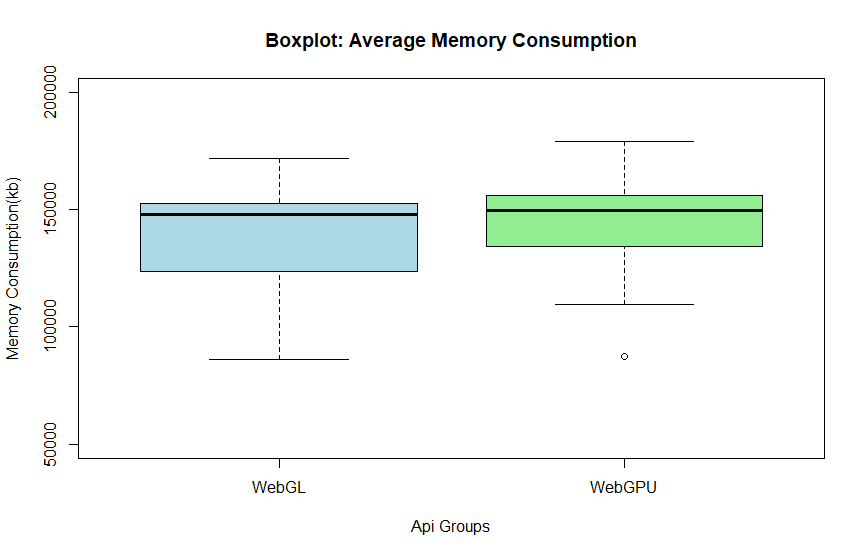 Boxplot: Average Memory Consumption
Memory Consumption(kb)
200000
150000
100000
50000
WebGL
WebGPU
Api Groups